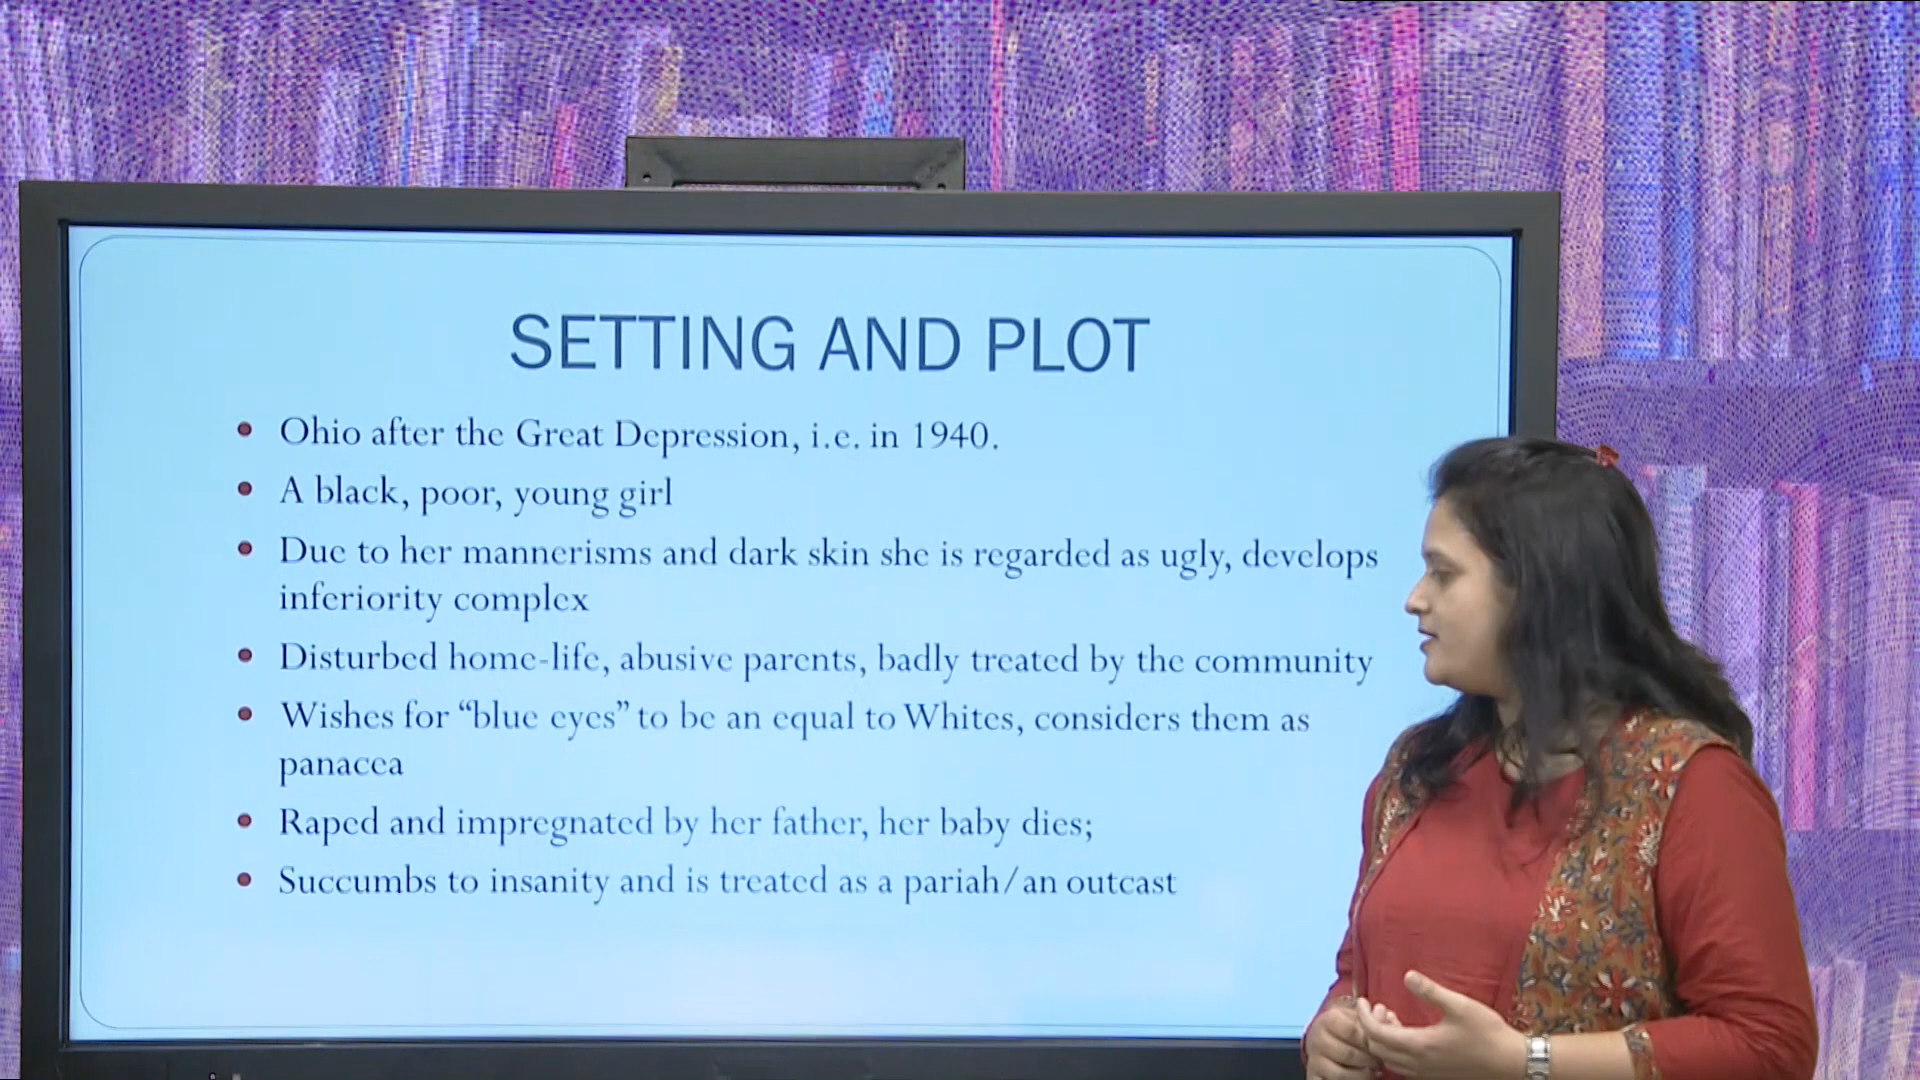 SETTING AND PLOT
Ohio after the Great Depression, i.e. in 1940.
A black, poor, young girl
Due to her mannerisms and dark skin she is regarded as ugly, develops
inferiority complex
Disturbed home-life, abusive parents, badly treated by the community
Wishes for “blue eyes” to be an equal to Whites, considers them as
panacea
Raped and impregnated by her father, her baby dies;
Succumbs to insanity and is treated as a pariah/an outcast